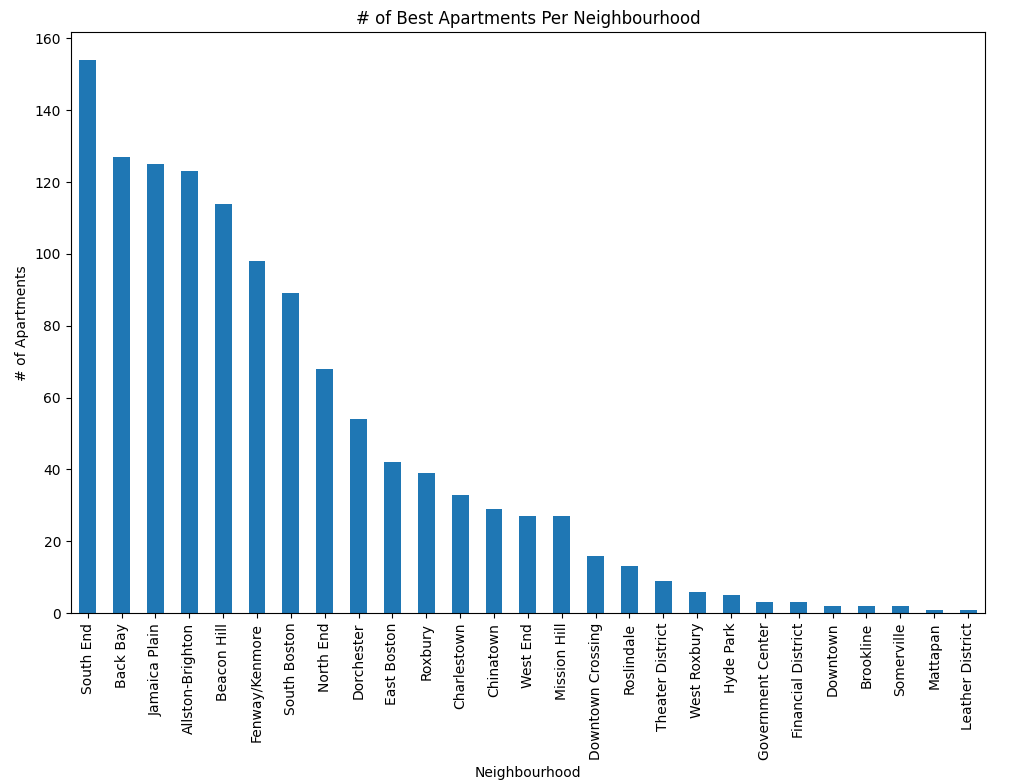 # of Best Apartments Per Neighbourhood
160
140
120
100
80
60
40
20
0
# of Apartments
South End
Back Bay
Jamaica Plain
Allston-Brighton
Beacon Hill
Fenway/Kenmore
South Boston
North End
Dorchester
East Boston
Roxbury
Charlestown
Chinatown
West End
Mission Hill
Downtown Crossing
Roslindale
Theater District
West Roxbury
Hyde Park
Government Center
Financial District
Downtown
Brookline
Somerville
Mattapan
Leather District
Neighbourhood